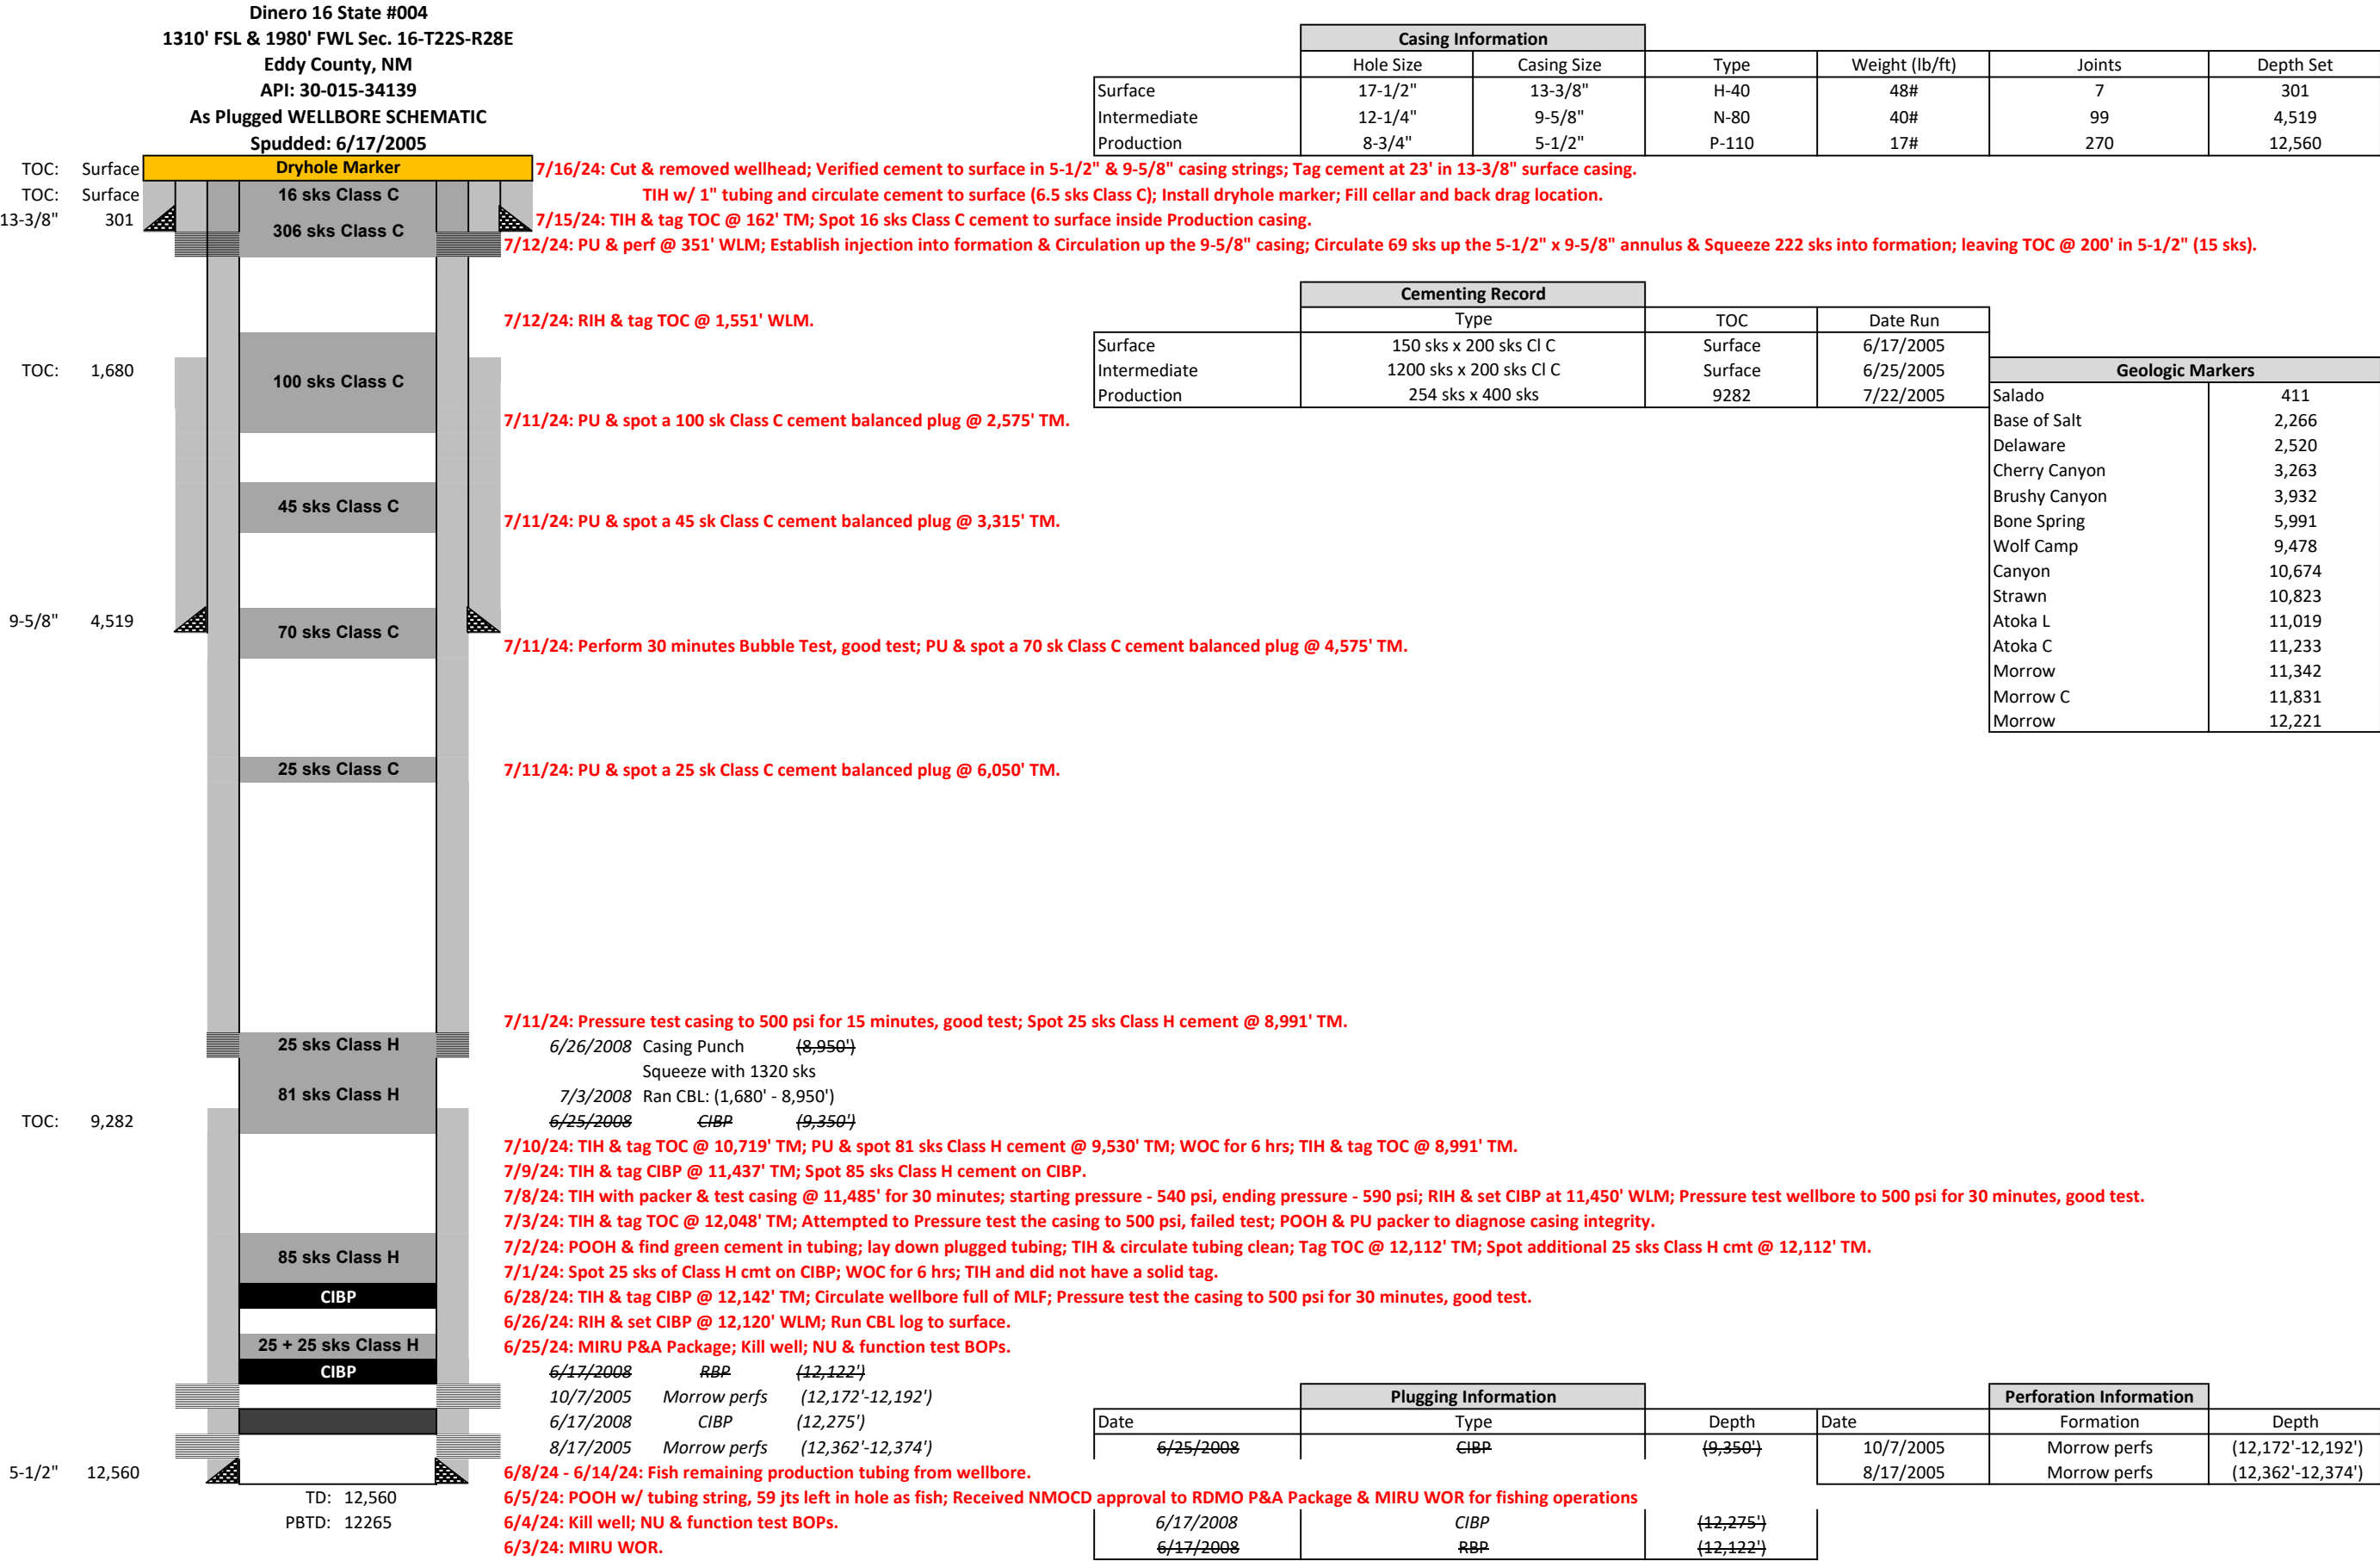 Dinero 16 State #004
1310' FSL & 1980' FWL Sec. 16-T22S-R28E
Eddy County, NM
API: 30-015-34139
As Plugged WELLBORE SCHEMATIC
Spudded: 6/17/2005
Casing Information
Hole Size Casing Size Type Weight (lb/ft) Joints Depth Set
Surface 17-1/2" 13-3/8" H-40 48# 7 301
Intermediate 12-1/4" 9-5/8" N-80 40# 99 4,519
Production 8-3/4" 5-1/2" P-110 17# 270 12,560
TOC: Surface Dryhole Marker 7/16/24: Cut & removed wellhead; Verified cement to surface in 5-1/2" & 9-5/8" casing strings; Tag cement at 23' in 13-3/8" surface casing.
TOC: Surface 16 sks Class C TIH w/ 1" tubing and circulate cement to surface (6.5 sks Class C); Install dryhole marker; Fill cellar and back drag location.
13-3/8" 301 7/15/24: TIH & tag TOC @ 162' TM; Spot 16 sks Class C cement to surface inside Production casing.
306 sks Class C
7/12/24: PU & perf @ 351' WLM; Establish injection into formation & Circulation up the 9-5/8" casing; Circulate 69 sks up the 5-1/2" x 9-5/8" annulus & Squeeze 222 sks into formation; leaving TOC @ 200' in 5-1/2" (15 sks).
Cementing Record
7/12/24: RIH & tag TOC @ 1,551' WLM.
Type TOC Date Run
Surface 150 sks x 200 sks Cl C Surface 6/17/2005
Intermediate 1200 sks x 200 sks Cl C Surface 6/25/2005
Production 254 sks x 400 sks 9282 7/22/2005
TOC: 1,680
100 sks Class C
7/11/24: PU & spot a 100 sk Class C cement balanced plug @ 2,575' TM.
Geologic Markers
Salado 411
Base of Salt 2,266
Delaware 2,520
Cherry Canyon 3,263
Brushy Canyon 3,932
Bone Spring 5,991
Wolf Camp 9,478
Canyon 10,674
Strawn 10,823
Atoka L 11,019
Atoka C 11,233
Morrow 11,342
Morrow C 11,831
Morrow 12,221
45 sks Class C
7/11/24: PU & spot a 45 sk Class C cement balanced plug @ 3,315' TM.
9-5/8" 4,519
70 sks Class C
7/11/24: Perform 30 minutes Bubble Test, good test; PU & spot a 70 sk Class C cement balanced plug @ 4,575' TM.
25 sks Class C 7/11/24: PU & spot a 25 sk Class C cement balanced plug @ 6,050' TM.
7/11/24: Pressure test casing to 500 psi for 15 minutes, good test; Spot 25 sks Class H cement @ 8,991' TM.
25 sks Class H 6/26/2008 Casing Punch (8,950')
Squeeze with 1320 sks
81 sks Class H 7/3/2008 Ran CBL: (1,680' - 8,950')
TOC: 9,282 6/25/2008 CIBP (9,350')
7/10/24: TIH & tag TOC @ 10,719' TM; PU & spot 81 sks Class H cement @ 9,530' TM; WOC for 6 hrs; TIH & tag TOC @ 8,991' TM.
7/9/24: TIH & tag CIBP @ 11,437' TM; Spot 85 sks Class H cement on CIBP.
7/8/24: TIH with packer & test casing @ 11,485' for 30 minutes; starting pressure - 540 psi, ending pressure - 590 psi; RIH & set CIBP at 11,450' WLM; Pressure test wellbore to 500 psi for 30 minutes, good test.
7/3/24: TIH & tag TOC @ 12,048' TM; Attempted to Pressure test the casing to 500 psi, failed test; POOH & PU packer to diagnose casing integrity.
7/2/24: POOH & find green cement in tubing; lay down plugged tubing; TIH & circulate tubing clean; Tag TOC @ 12,112' TM; Spot additional 25 sks Class H cmt @ 12,112' TM.
85 sks Class H
7/1/24: Spot 25 sks of Class H cmt on CIBP; WOC for 6 hrs; TIH and did not have a solid tag.
CIBP 6/28/24: TIH & tag CIBP @ 12,142' TM; Circulate wellbore full of MLF; Pressure test the casing to 500 psi for 30 minutes, good test.
6/26/24: RIH & set CIBP @ 12,120' WLM; Run CBL log to surface.
25 + 25 sks Class H 6/25/24: MIRU P&A Package; Kill well; NU & function test BOPs.
CIBP 6/17/2008 RBP (12,122')
10/7/2005 Morrow perfs (12,172'-12,192')
6/17/2008 CIBP (12,275')
8/17/2005 Morrow perfs (12,362'-12,374')
Plugging Information
Date Type Depth
6/25/2008 CIBP (9,350')
Perforation Information
Date Formation Depth
10/7/2005 Morrow perfs (12,172'-12,192')
8/17/2005 Morrow perfs (12,362'-12,374')
5-1/2" 12,560 6/8/24 - 6/14/24: Fish remaining production tubing from wellbore.
TD: 12,560 6/5/24: POOH w/ tubing string, 59 jts left in hole as fish; Received NMOCD approval to RDMO P&A Package & MIRU WOR for fishing operations
PBTD: 12265 6/4/24: Kill well; NU & function test BOPs.
6/17/2008 CIBP (12,275')
6/3/24: MIRU WOR.
6/17/2008 RBP (12,122')